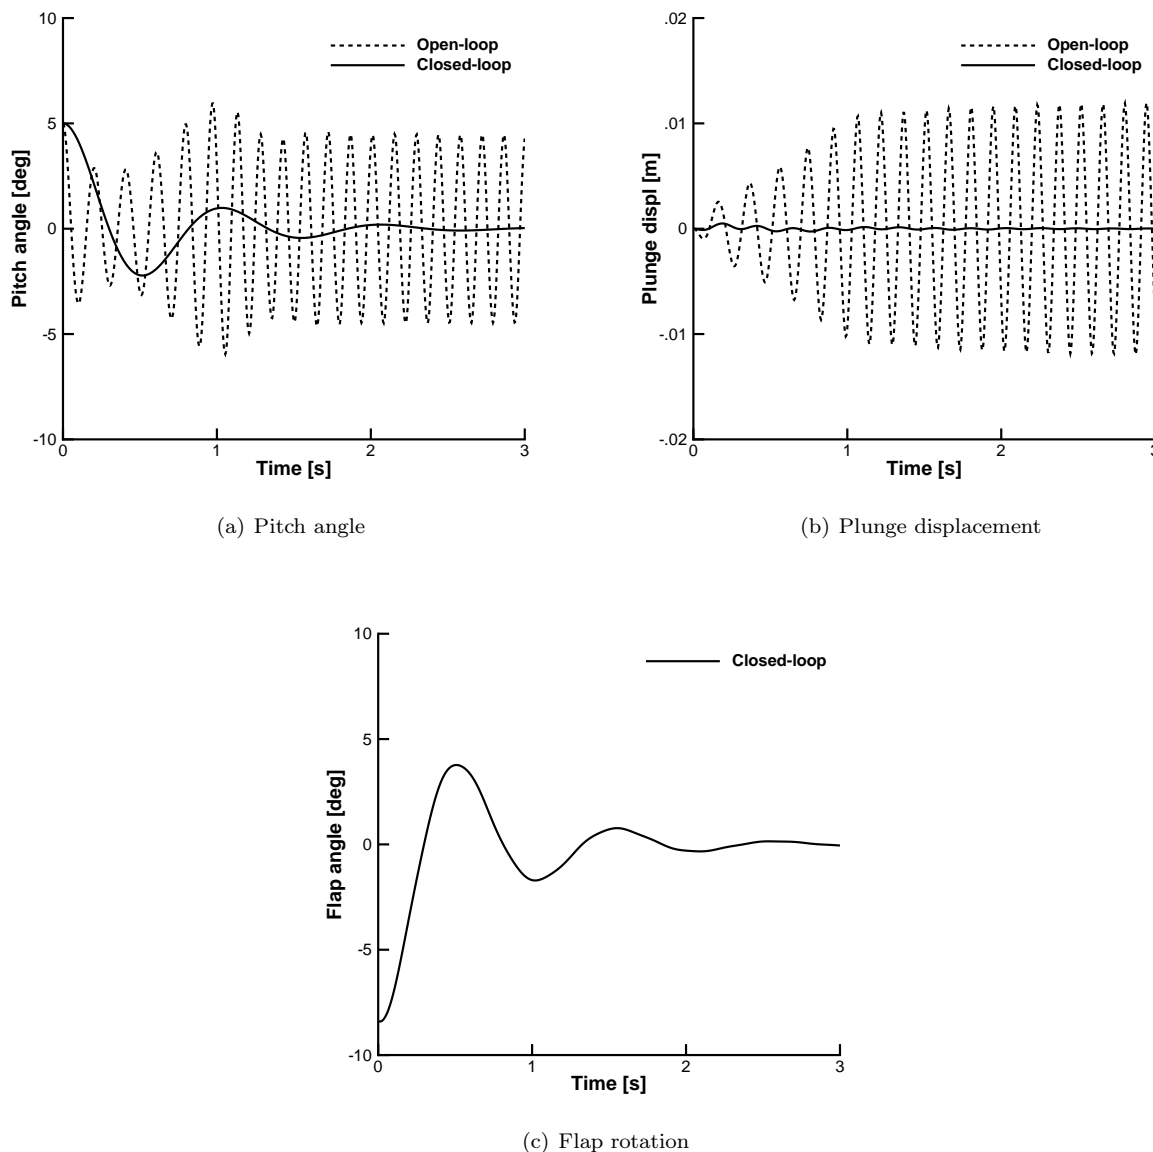 10
5
0
-5
-10
Pitch angle [deg]
Open-loop
Closed-loop
0 1 2 3
Time [s]
(a) Pitch angle
.02
.01
0
-.01
-.02
Plunge displ [m]
Open-loop
Closed-loop
0 1 2 3
Time [s]
(b) Plunge displacement
10
5
0
-5
-10
Flap angle [deg]
Closed-loop
0 1 2 3
Time [s]
(c) Flap rotation